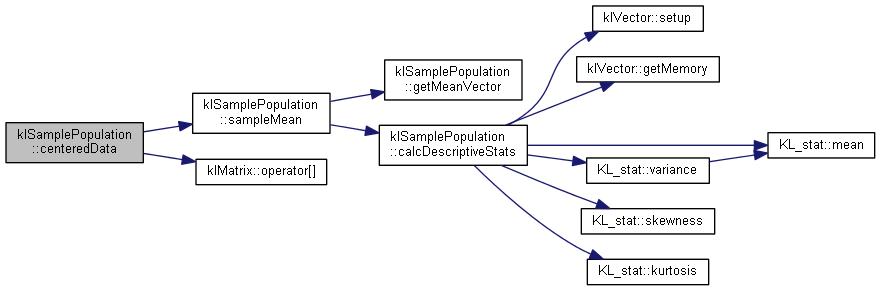 klSamplePopulation
::centeredData
klSamplePopulation
::sampleMean
klMatrix::operator[]
klSamplePopulation
::getMeanVector
klSamplePopulation
::calcDescriptiveStats
klVector::setup
klVector::getMemory
KL_stat::variance
KL_stat::skewness
KL_stat::kurtosis
KL_stat::mean